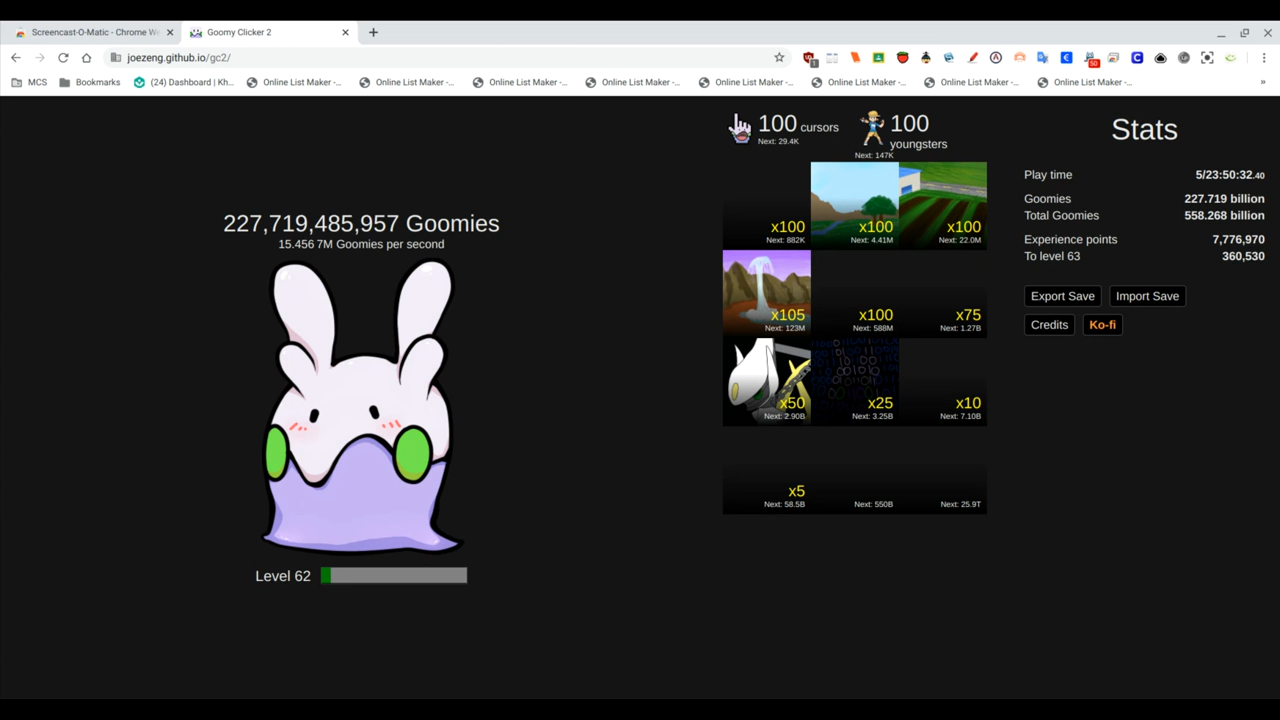 Screencast-O-Matic - Chrome We
Goomy Clicker 2
joezeng.github.io/gc2/
1
50
MCS
Bookmarks
(24) Dashboard | Kh...
Online List Maker -...
Online List Maker -...
Online List Maker -...
Online List Maker -...
Online List Maker -...
Online List Maker -...
Online List Maker -...
Online List Maker -...
»
100 cursors
Next: 29.4K
100 youngsters
Next: 147K
Stats
Play time 5/23:50:32.40
Goomies 227.719 billion
Total Goomies 558.268 billion
Experience points 7,776,970
To level 63 360,530
Export Save
Import Save
Credits
Ko-fi
227,719,485,957 Goomies
15.456 7M Goomies per second
x100
Next: 882K
x100
Next: 4.41M
x100
Next: 22.0M
x105
Next: 123M
x100
Next: 588M
x75
Next: 1.27B
x50
Next: 2.90B
x25
Next: 3.25B
x10
Next: 7.10B
x5
Next: 58.5B
Next: 550B
Next: 25.9T
Level 62